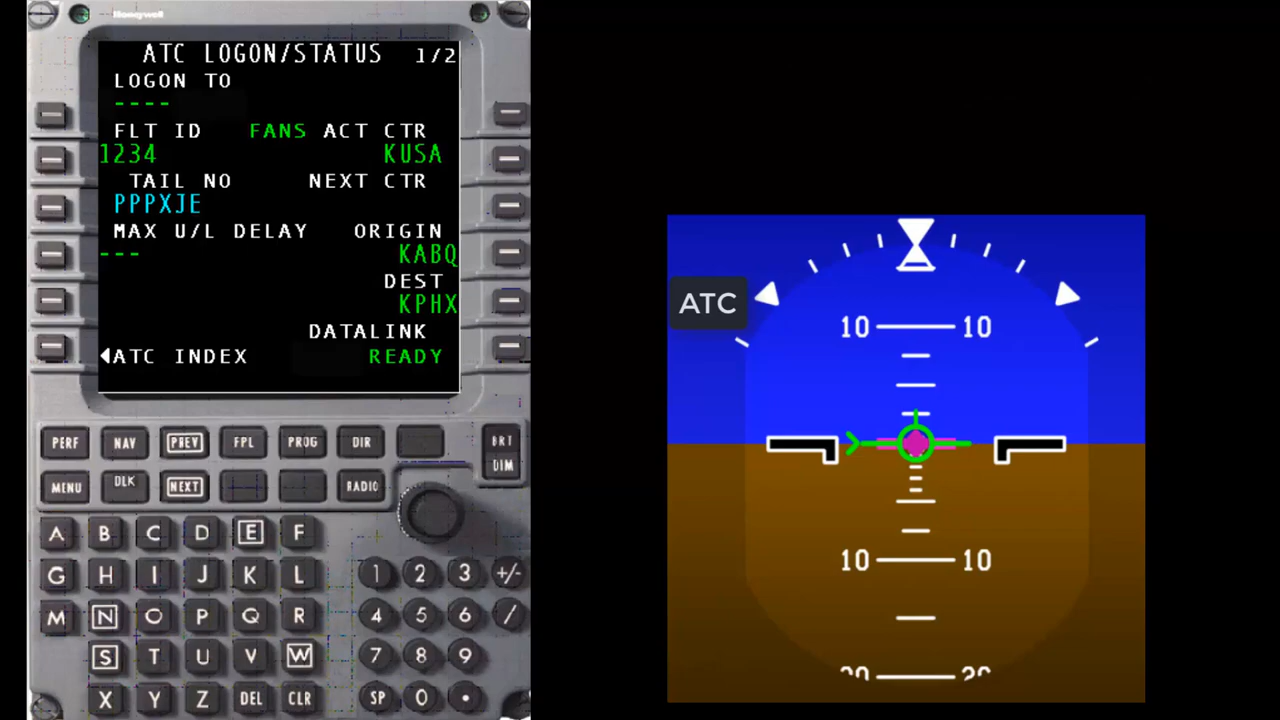 Honeywell
ATC LOGON/STATUS 1/2
LOGON TO
----
FLT ID FANS ACT CTR
1234 KUSA
TAIL NO NEXT CTR
PPPXJE
MAX U/L DELAY ORIGIN
--- KABQ
DEST
KPHX
DATALINK
ATC INDEX READY
PERF NAV PREV FPL PROG DIR BRT
DIM
MENU DLK NEXT RADIO
A B C D E F
G H I J K L 1 2 3 +/-
M N O P Q R 4 5 6 /
S T U V W 7 8 9
X Y Z DEL CLR SP 0 •
ATC
10 10
10 10
20 20